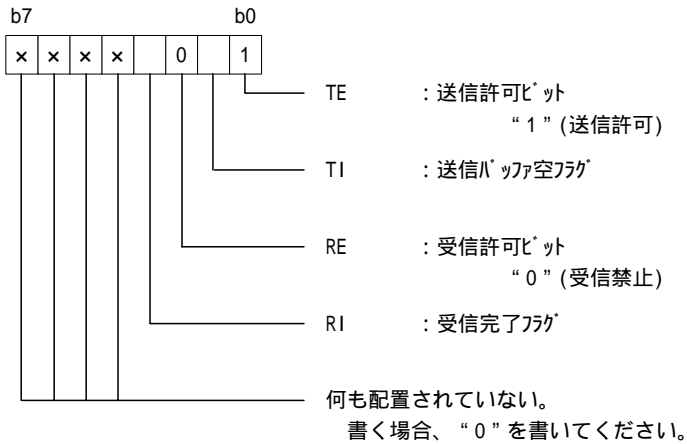 b7 b0
× × × × 0 1
TE : 送信許可ﾋﾞｯﾄ
“1”(送信許可)
TI : 送信ﾊﾞｯﾌｧ空ﾌﾗｸﾞ
RE : 受信許可ﾋﾞｯﾄ
“0”(受信禁止)
RI : 受信完了ﾌﾗｸﾞ
何も配置されていない。
書く場合、“0”を書いてください。